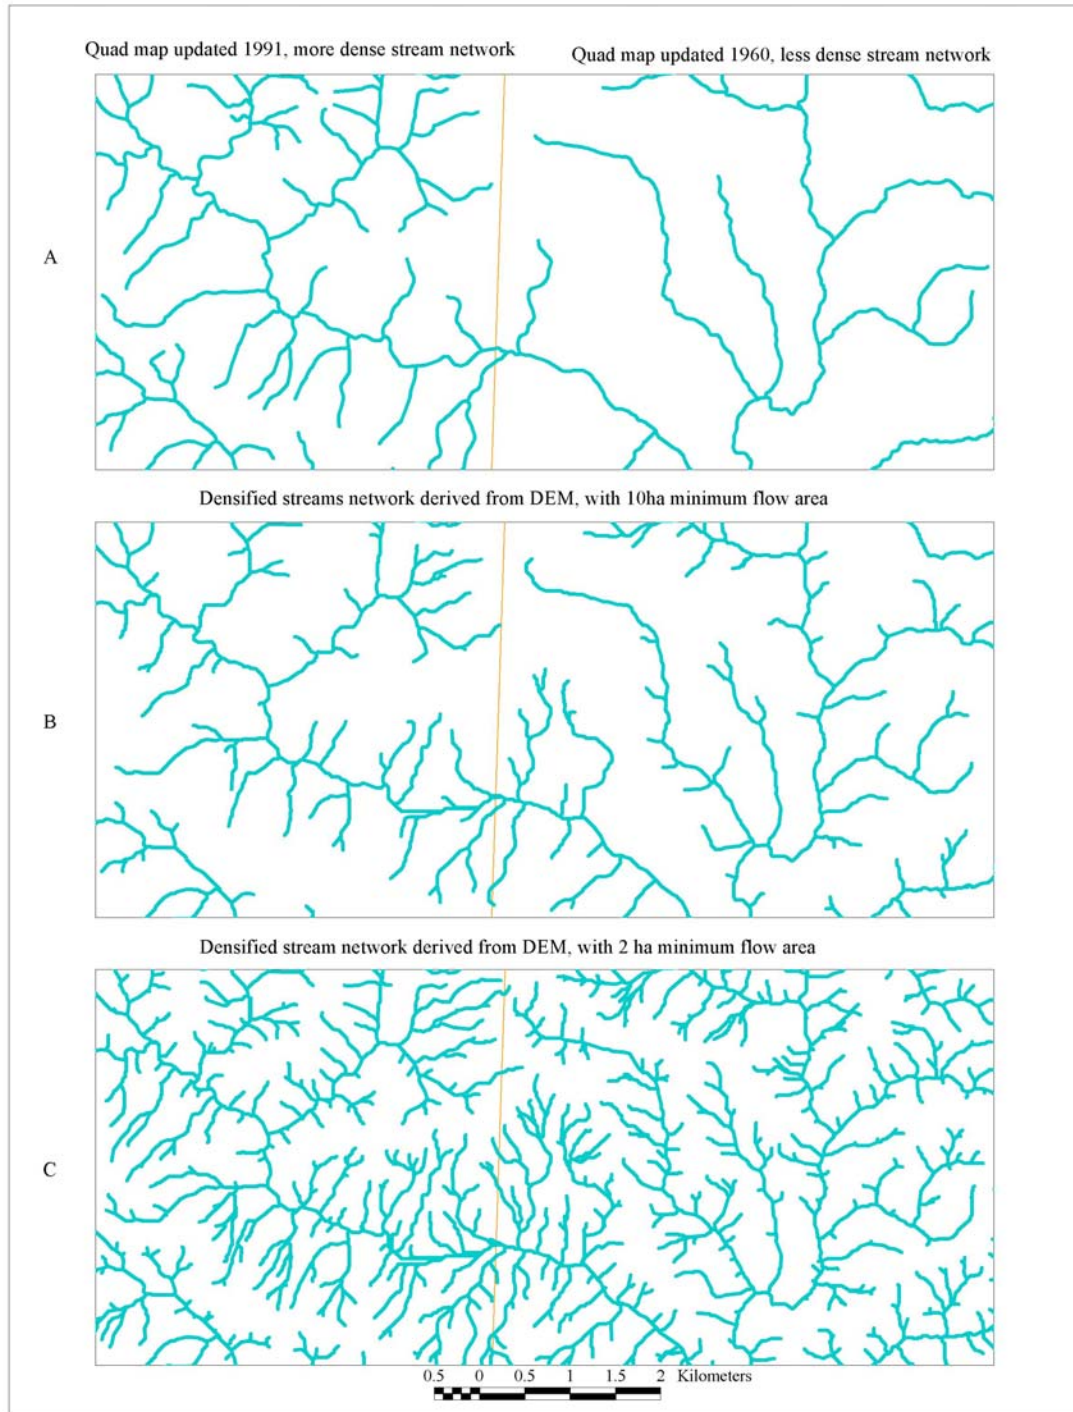 Quad map updated 1991, more dense stream network
Quad map updated 1960, less dense stream network
A
Densified streams network derived from DEM, with 10ha minimum flow area
B
Densified stream network derived from DEM, with 2 ha minimum flow area
C
0.5 0 0.5 1 1.5 2 Kilometers